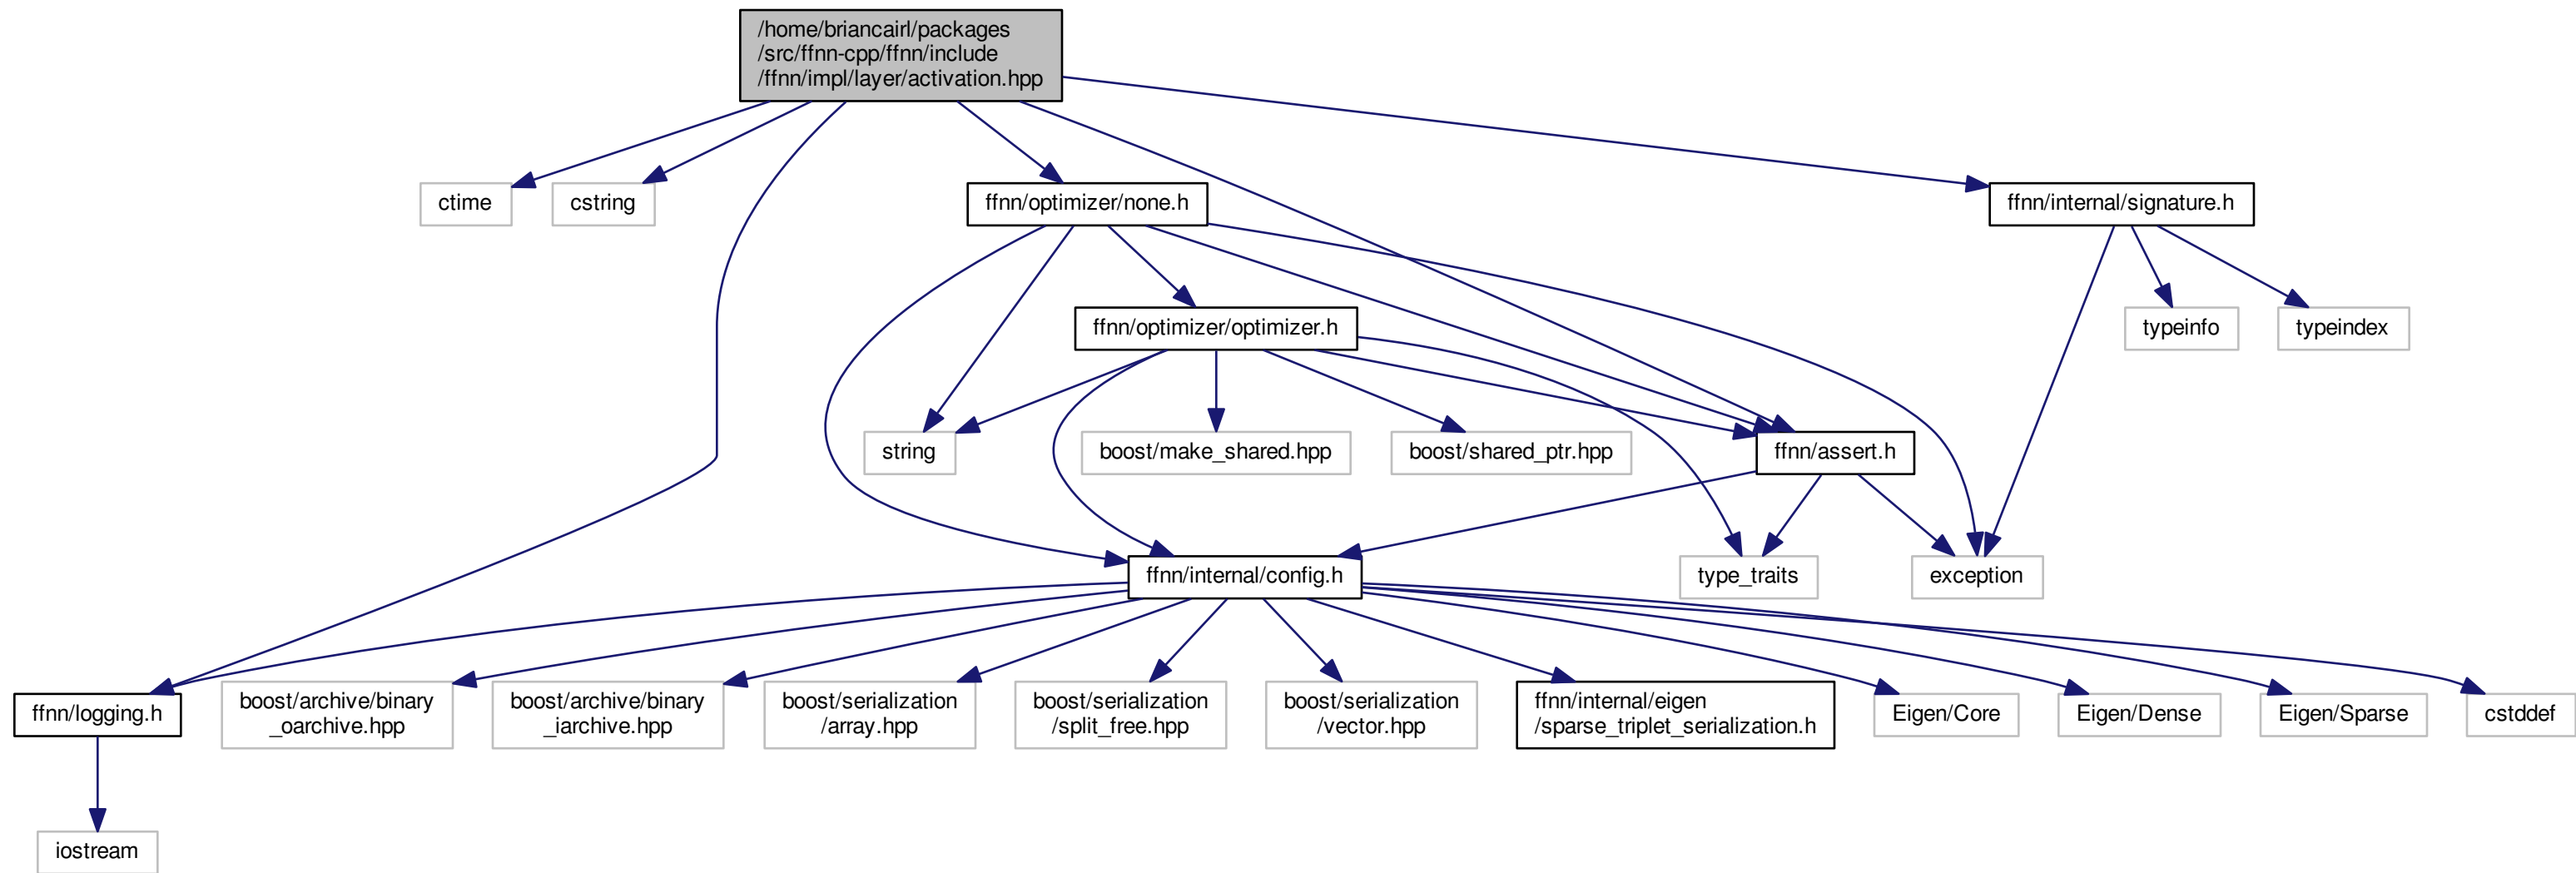 /home/briancairl/packages
/src/ffnn-cpp/ffnn/include
/ffnn/impl/layer/activation.hpp
ctime
cstring
ffnn/optimizer/none.h
ffnn/internal/signature.h
ffnn/optimizer/optimizer.h
typeinfo
typeindex
string
boost/make_shared.hpp
boost/shared_ptr.hpp
ffnn/assert.h
ffnn/internal/config.h
type_traits
exception
ffnn/logging.h
boost/archive/binary
_oarchive.hpp
boost/archive/binary
_iarchive.hpp
boost/serialization
/array.hpp
boost/serialization
/split_free.hpp
boost/serialization
/vector.hpp
ffnn/internal/eigen
/sparse_triplet_serialization.h
Eigen/Core
Eigen/Dense
Eigen/Sparse
cstddef
iostream